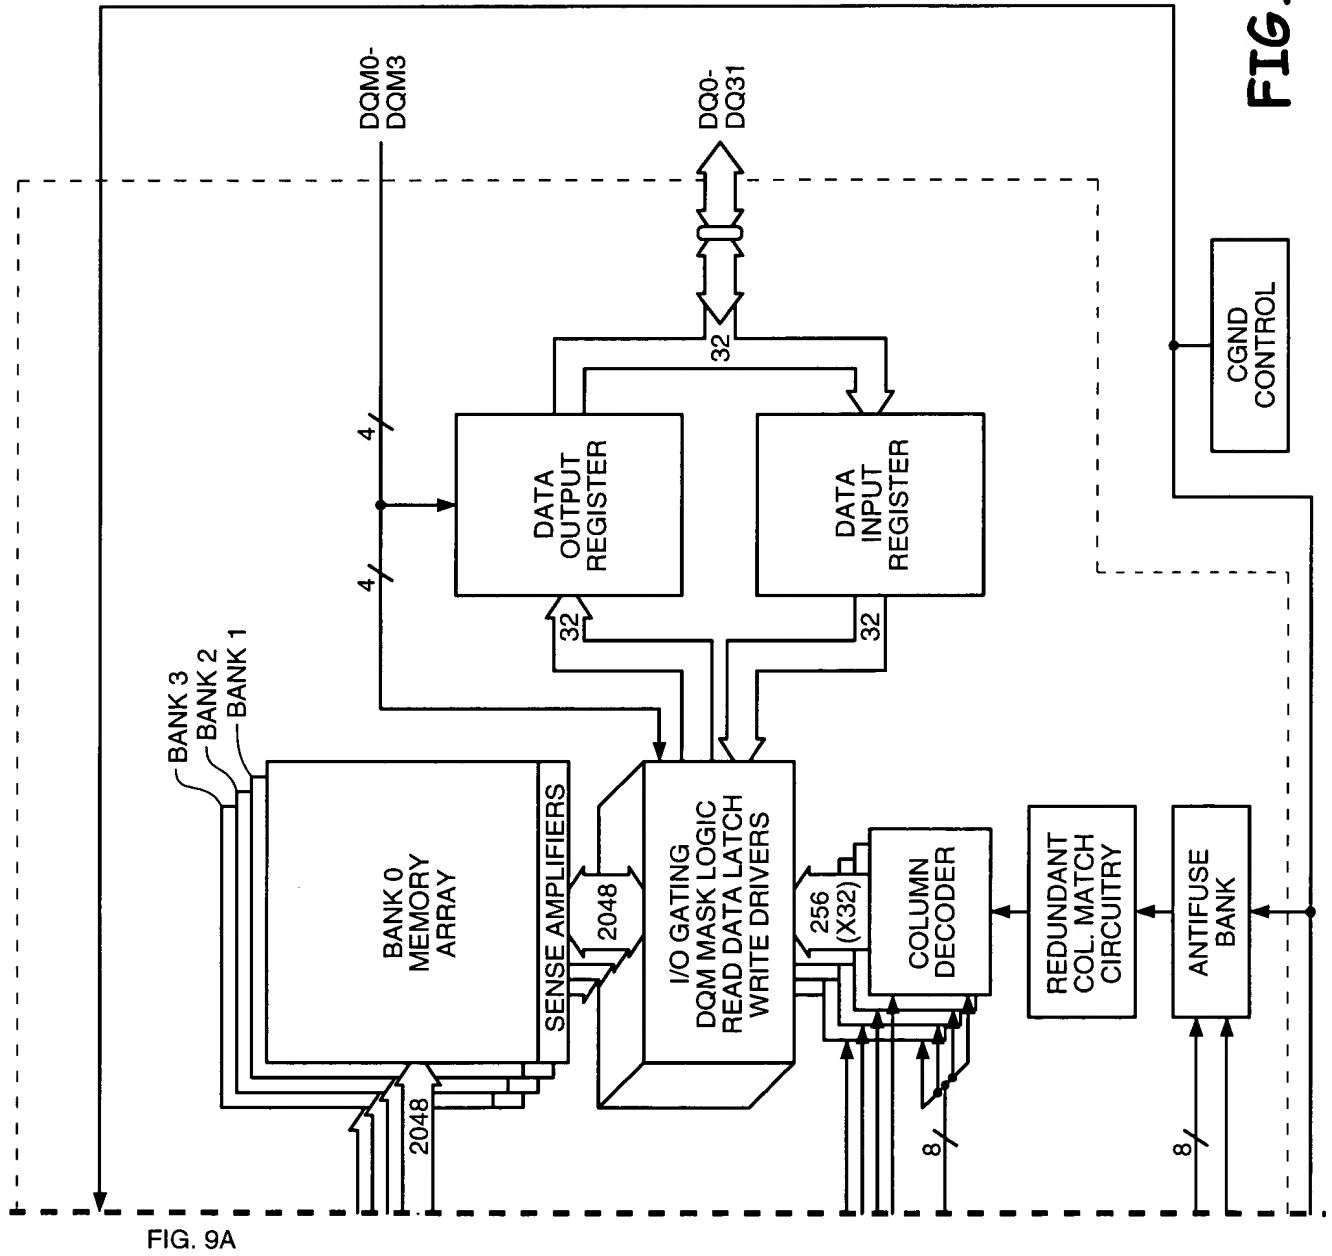 FIG.
DQM0-
DQM3
DQ0-
DQ31
4
4
32
32
32
DATA
OUTPUT
REGISTER
DATA
INPUT
REGISTER
CGND
CONTROL
BANK 3
BANK 2
BANK 1
BANK 0
MEMORY
ARRAY
SENSE AMPLIFIERS
2048
2048
I/O GATING
DQM MASK LOGIC
READ DATA LATCH
WRITE DRIVERS
256
(X32)
COLUMN
DECODER
REDUNDANT
COL. MATCH
CIRCUITRY
ANTIFUSE
BANK
8
8
FIG. 9A